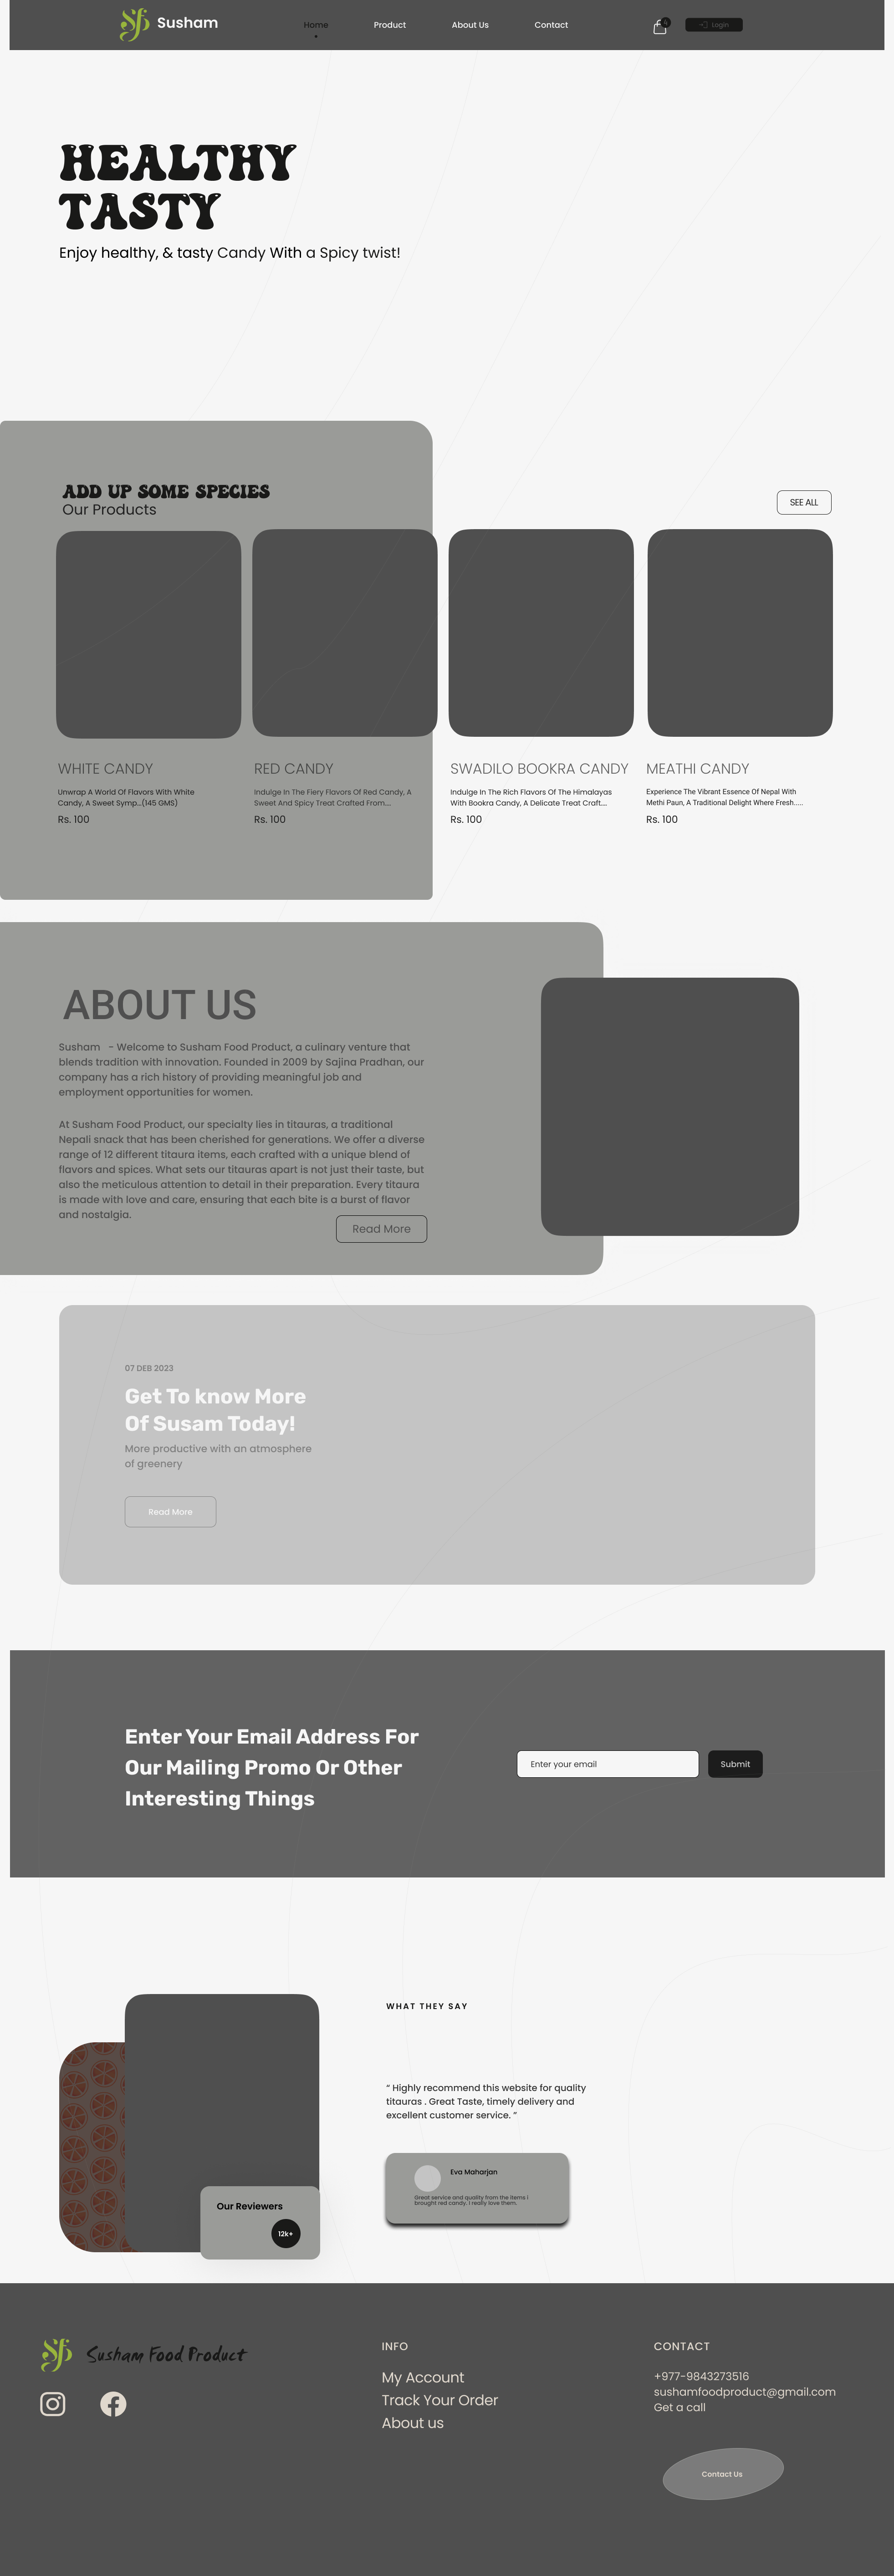 Susham
Home
Product
About Us
Contact
Login
HEALTHY
TASTY
Enjoy healthy, & tasty Candy With a Spicy twist!
ADD UP SOME SPECIES
Our Products
SEE ALL
WHITE CANDY
Unwrap A World Of Flavors With White
Candy, A Sweet Symp...(145 GMS)
Rs. 100
RED CANDY
Indulge In The Fiery Flavors Of Red Candy, A
Sweet And Spicy Treat Crafted From....
Rs. 100
SWADILO BOOKRA CANDY
Indulge In The Rich Flavors Of The Himalayas
With Bookra Candy, A Delicate Treat Craft....
Rs. 100
MEATHI CANDY
Experience The Vibrant Essence Of Nepal With
Methi Paun, A Traditional Delight Where Fresh.....
Rs. 100
ABOUT US
Susham - Welcome to Susham Food Product, a culinary venture that
blends tradition with innovation. Founded in 2009 by Sajina Pradhan, our
company has a rich history of providing meaningful job and
employment opportunities for women.
At Susham Food Product, our specialty lies in titauras, a traditional
Nepali snack that has been cherished for generations. We offer a diverse
range of 12 different titaura items, each crafted with a unique blend of
flavors and spices. What sets our titauras apart is not just their taste, but
also the meticulous attention to detail in their preparation. Every titaura
is made with love and care, ensuring that each bite is a burst of flavor
and nostalgia.
Read More
07 DEB 2023
Get To know More
Of Susam Today!
More productive with an atmosphere
of greenery
Read More
Enter Your Email Address For
Our Mailing Promo Or Other
Interesting Things
Enter your email
Submit
WHAT THEY SAY
“ Highly recommend this website for quality
titauras . Great Taste, timely delivery and
excellent customer service. ”
Eva Maharjan
Great service and quality from the items I
brought red candy. I really love them.
Our Reviewers
12k+
Susham Food Product
INFO
My Account
Track Your Order
About us
CONTACT
+977-9843273516
sushamfoodproduct@gmail.com
Get a call
Contact Us